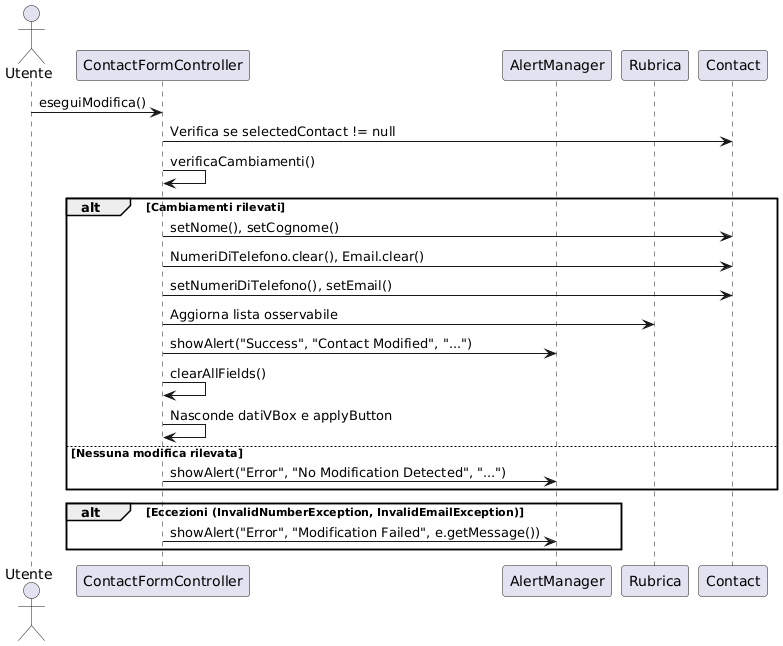 Utente
ContactFormController
AlertManager
Rubrica
Contact
eseguiModifica()
Verifica se selectedContact != null
verificaCambiamenti()
alt
[Cambiamenti rilevati]
setNome(), setCognome()
NumeriDiTelefono.clear(), Email.clear()
setNumeriDiTelefono(), setEmail()
Aggiorna lista osservabile
showAlert("Success", "Contact Modified", "...")
clearAllFields()
Nasconde datiVBox e applyButton
[Nessuna modifica rilevata]
showAlert("Error", "No Modification Detected", "...")
alt
[Eccezioni (InvalidNumberException, InvalidEmailException)]
showAlert("Error", "Modification Failed", e.getMessage())
Utente
ContactFormController
AlertManager
Rubrica
Contact